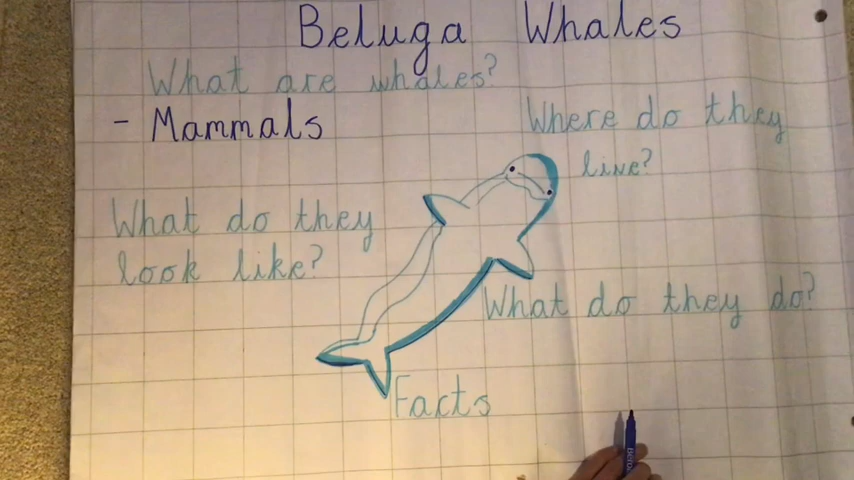 Beluga Whales
What are whales?
- Mammals
Where do they
live?
What do they
look like?
What do they do?
Facts